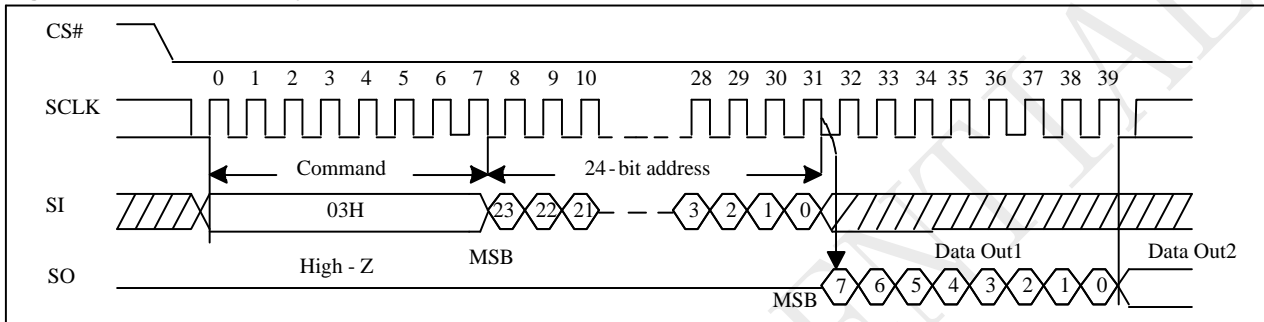 CS#
0 1 2 3 4 5 6 7 8 9 10 28 29 30 31 32 33 34 35 36 37 38 39
SCLK
Command 24-bit address
SI 03H 23 22 21 3 2 1 0
MSB Data Out1 Data Out2
High - Z
SO
MSB 7 6 5 4 3 2 1 0